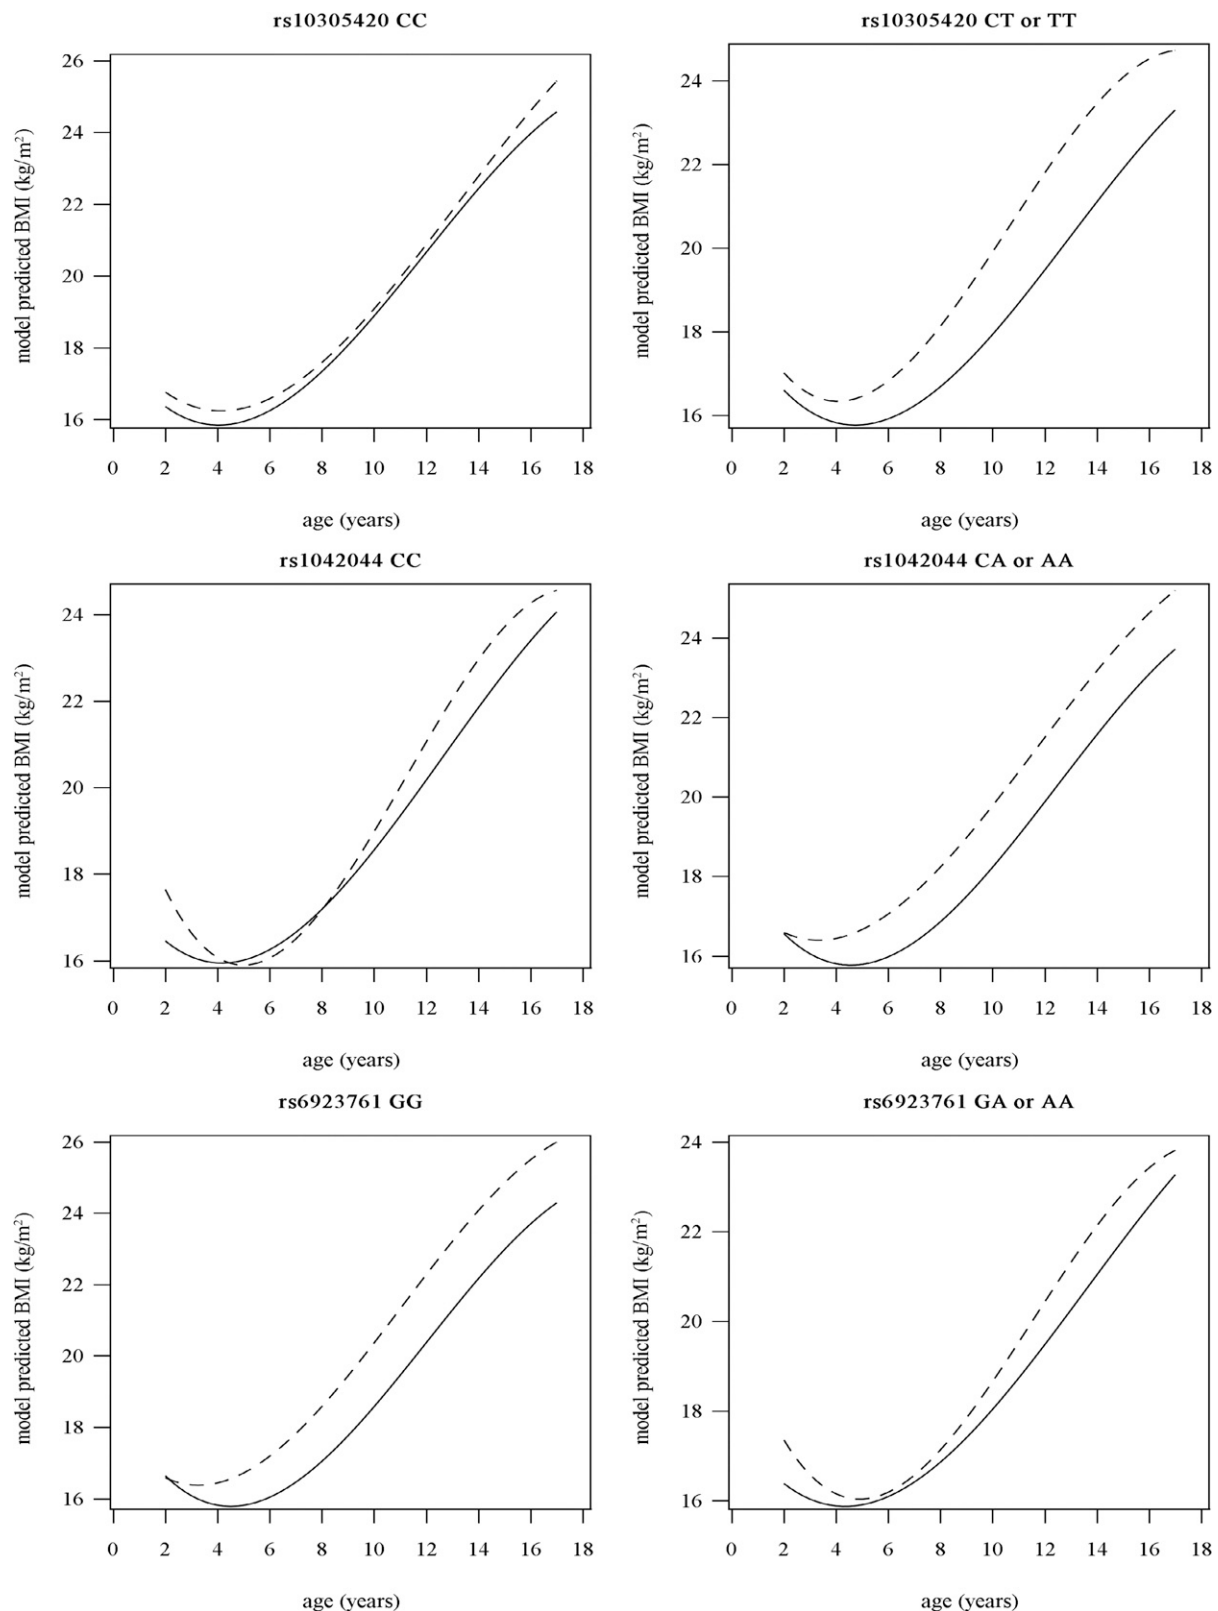 rs10305420 CC
model predicted BMI (kg/m²)
26
24
22
20
18
16
0 2 4 6 8 10 12 14 16 18
age (years)
rs10305420 CT or TT
model predicted BMI (kg/m²)
24
22
20
18
16
0 2 4 6 8 10 12 14 16 18
age (years)
rs1042044 CC
model predicted BMI (kg/m²)
24
22
20
18
16
0 2 4 6 8 10 12 14 16 18
age (years)
rs1042044 CA or AA
model predicted BMI (kg/m²)
24
22
20
18
16
0 2 4 6 8 10 12 14 16 18
age (years)
rs6923761 GG
model predicted BMI (kg/m²)
26
24
22
20
18
16
0 2 4 6 8 10 12 14 16 18
age (years)
rs6923761 GA or AA
model predicted BMI (kg/m²)
24
22
20
18
16
0 2 4 6 8 10 12 14 16 18
age (years)